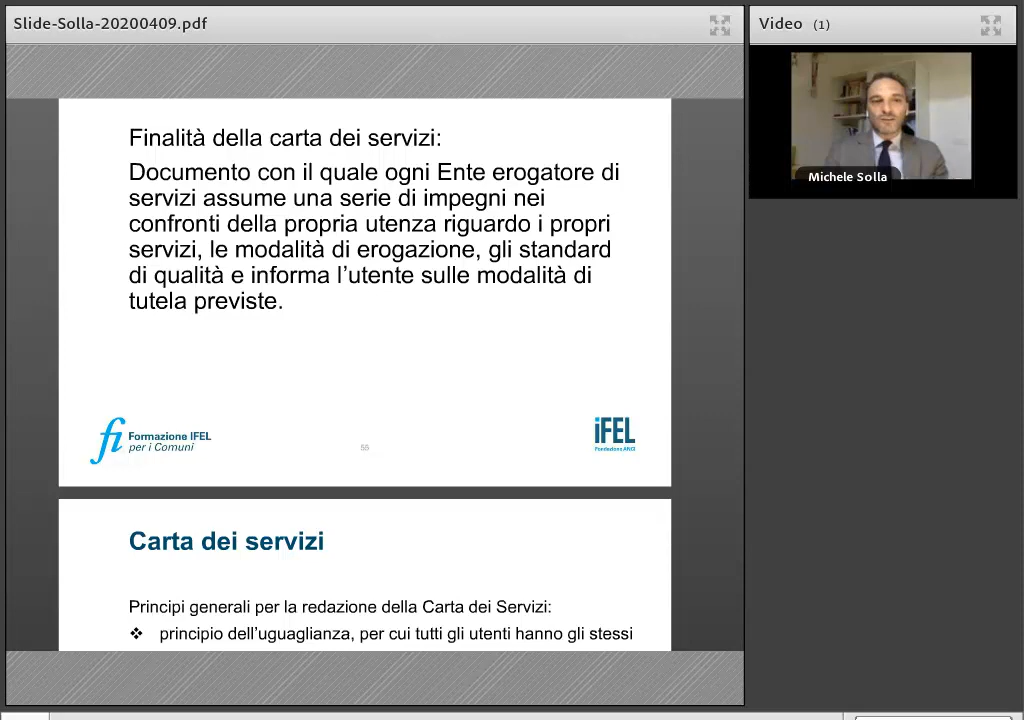 Slide-Solla-20200409.pdf
Video (1)
Michele Solla
Finalità della carta dei servizi:
Documento con il quale ogni Ente erogatore di
servizi assume una serie di impegni nei
confronti della propria utenza riguardo i propri
servizi, le modalità di erogazione, gli standard
di qualità e informa l’utente sulle modalità di
tutela previste.
fi Formazione IFEL
per i Comuni
55
iFEL
Fondazione ANCI
Carta dei servizi
Principi generali per la redazione della Carta dei Servizi:
❖ principio dell’uguaglianza, per cui tutti gli utenti hanno gli stessi